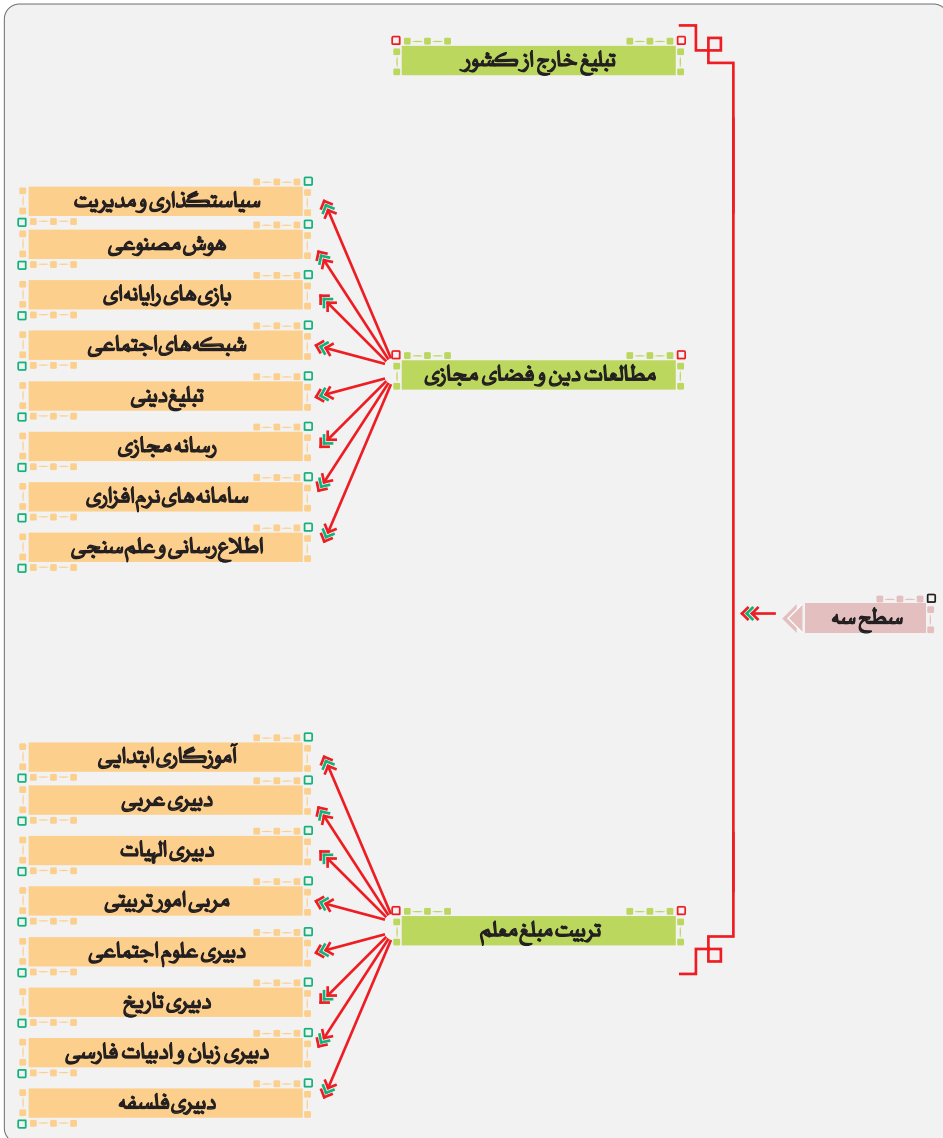 سطح سه
تبلیغ خارج از کشور
مطالعات دین و فضای مجازی
سیاستگذاری و مدیریت
هوش مصنوعی
بازی های رایانه ای
شبکه های اجتماعی
تبلیغ دینی
رسانه مجازی
سامانه های نرم افزاری
اطلاع رسانی و علم سنجی
تربیت مبلغ معلم
آموزگاری ابتدایی
دبیری عربی
دبیری الهیات
مربی امور تربیتی
دبیری علوم اجتماعی
دبیری تاریخ
دبیری زبان و ادبیات فارسی
دبیری فلسفه